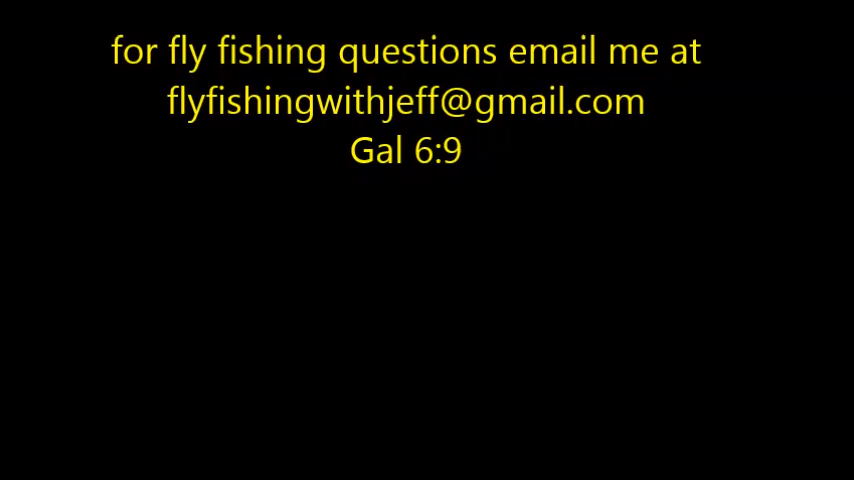 for fly fishing questions email me at
flyfishingwithjeff@gmail.com
Gal 6:9